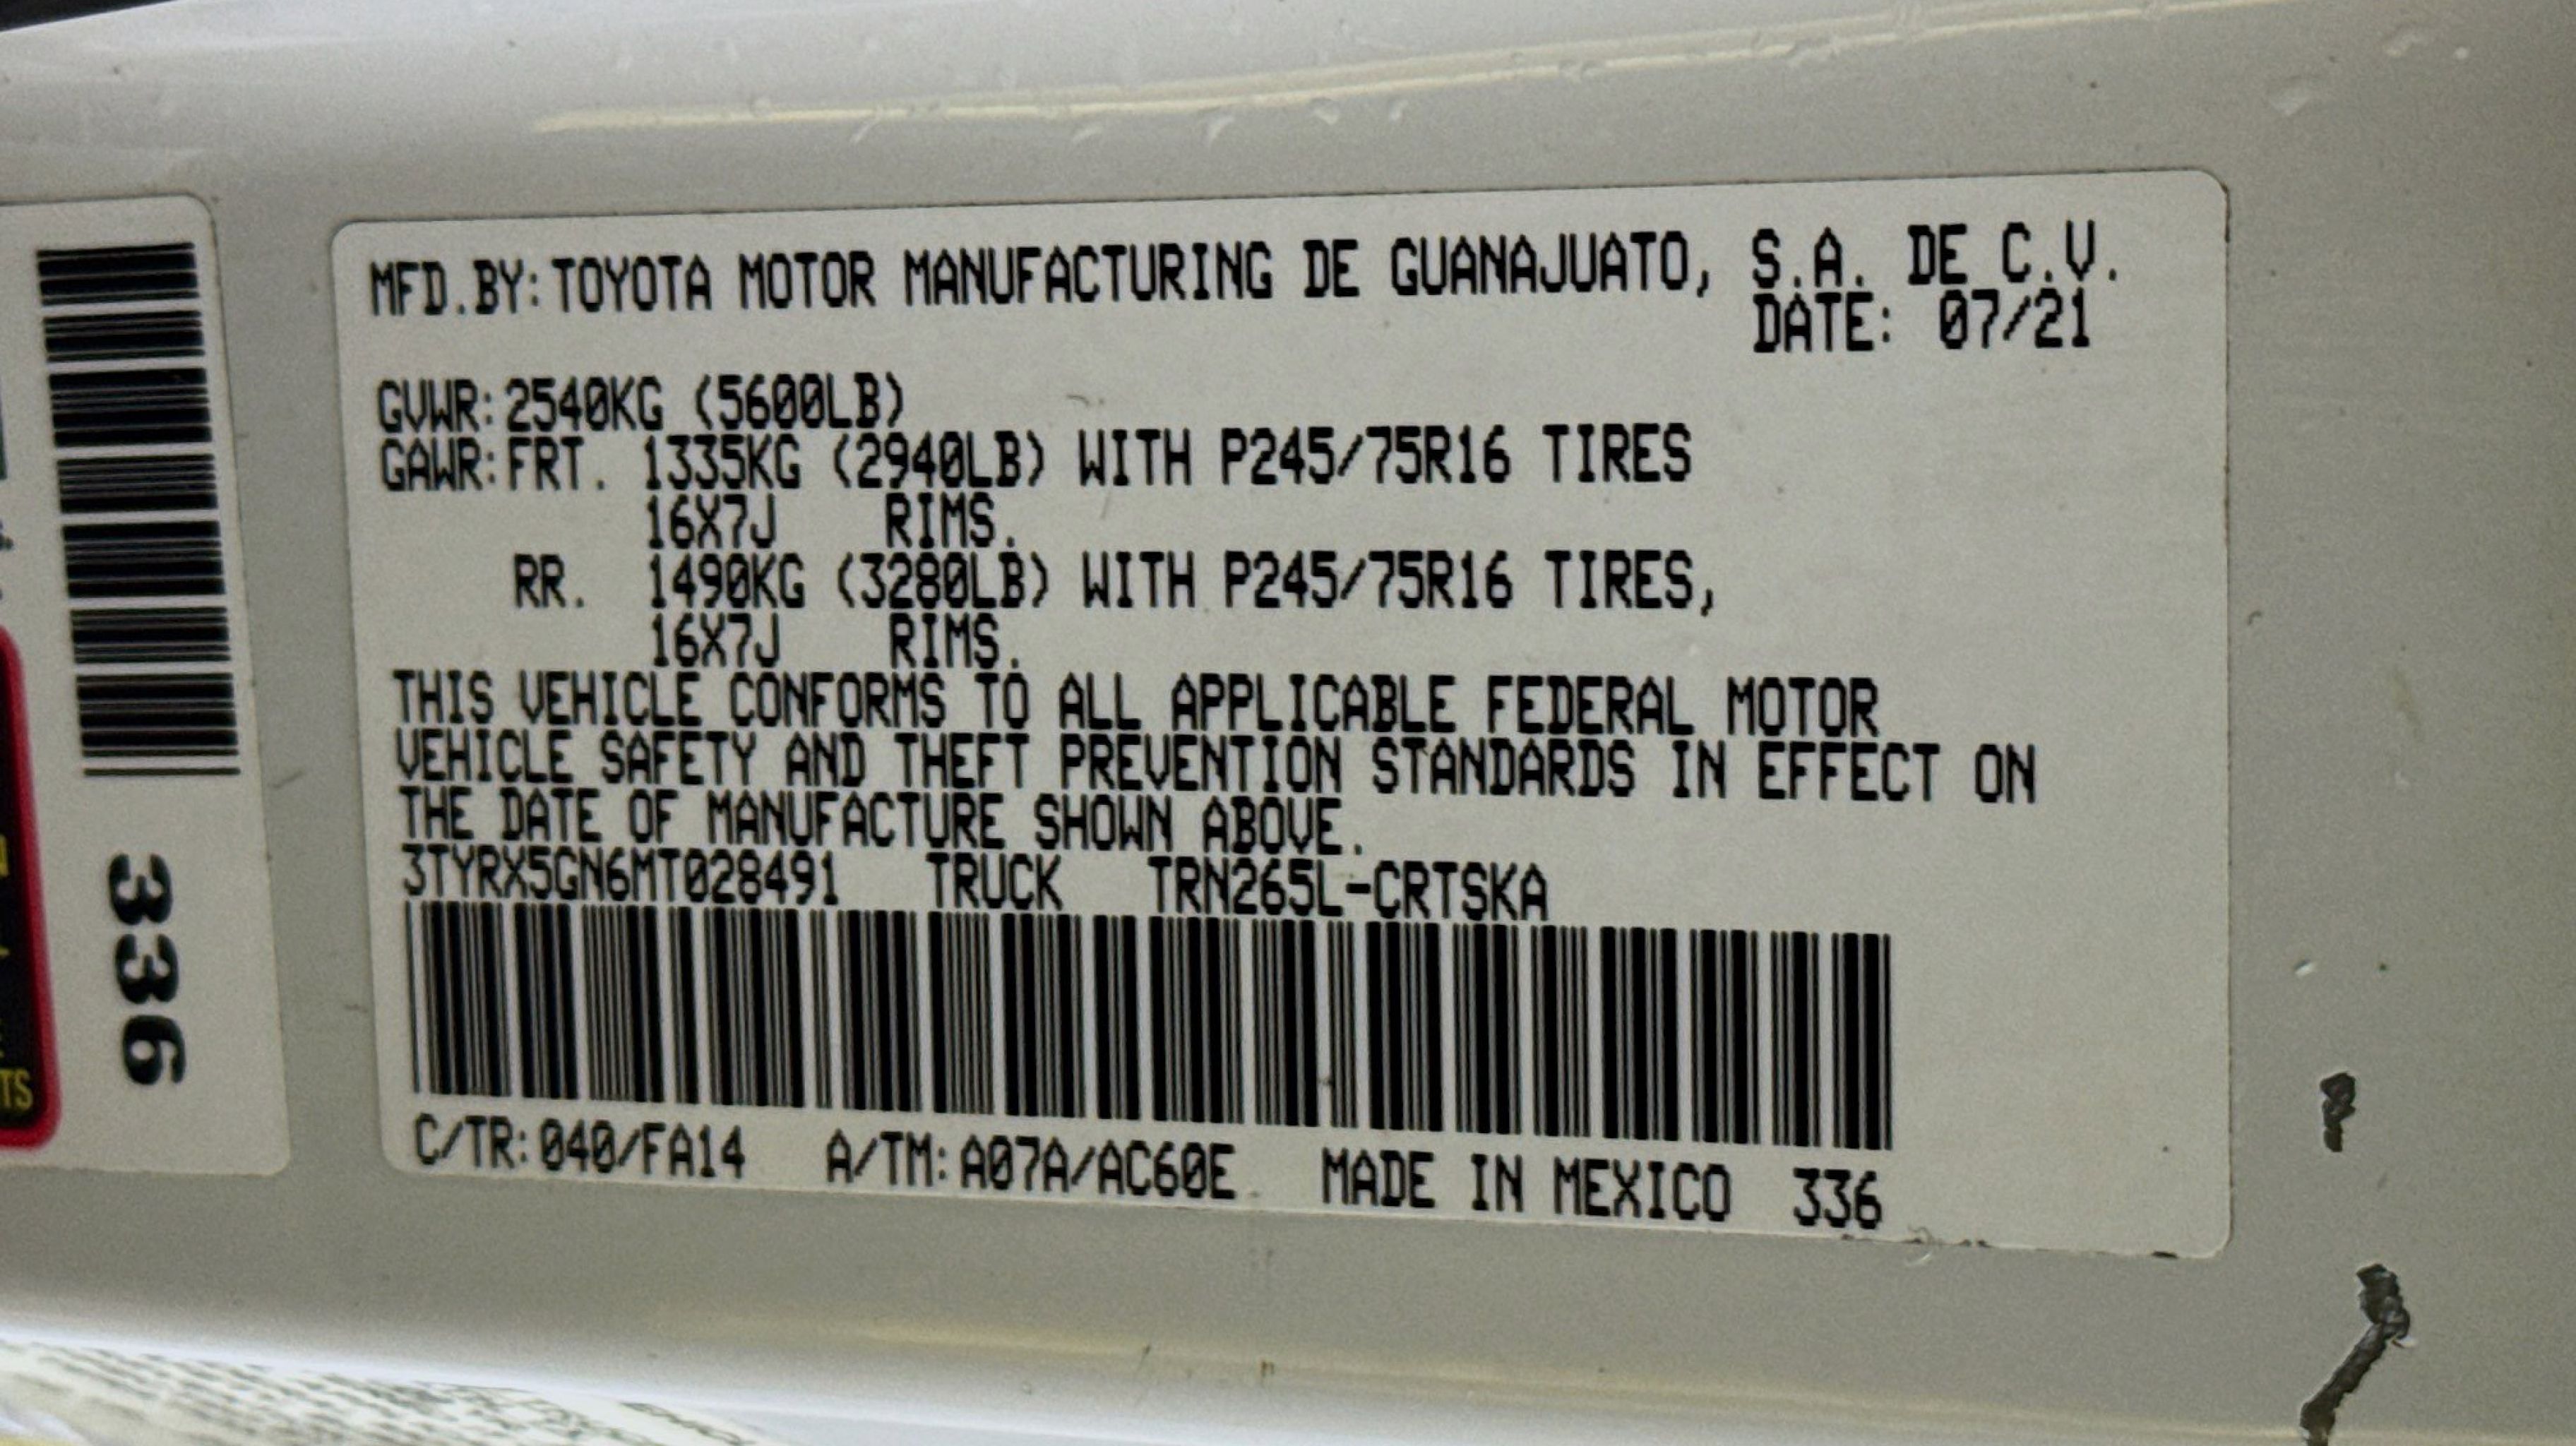 MFD.BY:TOYOTA MOTOR MANUFACTURING DE GUANAJUATO, S.A. DE C.V.
DATE: 07/21
GVWR:2540KG (5600LB)
GAWR:FRT. 1335KG (2940LB) WITH P245/75R16 TIRES
16X7J RIMS.
RR. 1490KG (3280LB) WITH P245/75R16 TIRES,
16X7J RIMS.
THIS VEHICLE CONFORMS TO ALL APPLICABLE FEDERAL MOTOR
VEHICLE SAFETY AND THEFT PREVENTION STANDARDS IN EFFECT ON
THE DATE OF MANUFACTURE SHOWN ABOVE.
3TYRX5GN6MT028491 TRUCK TRN265L-CRTSKA
C/TR:040/FA14 A/TM:A07A/AC60E MADE IN MEXICO 336
336
TS